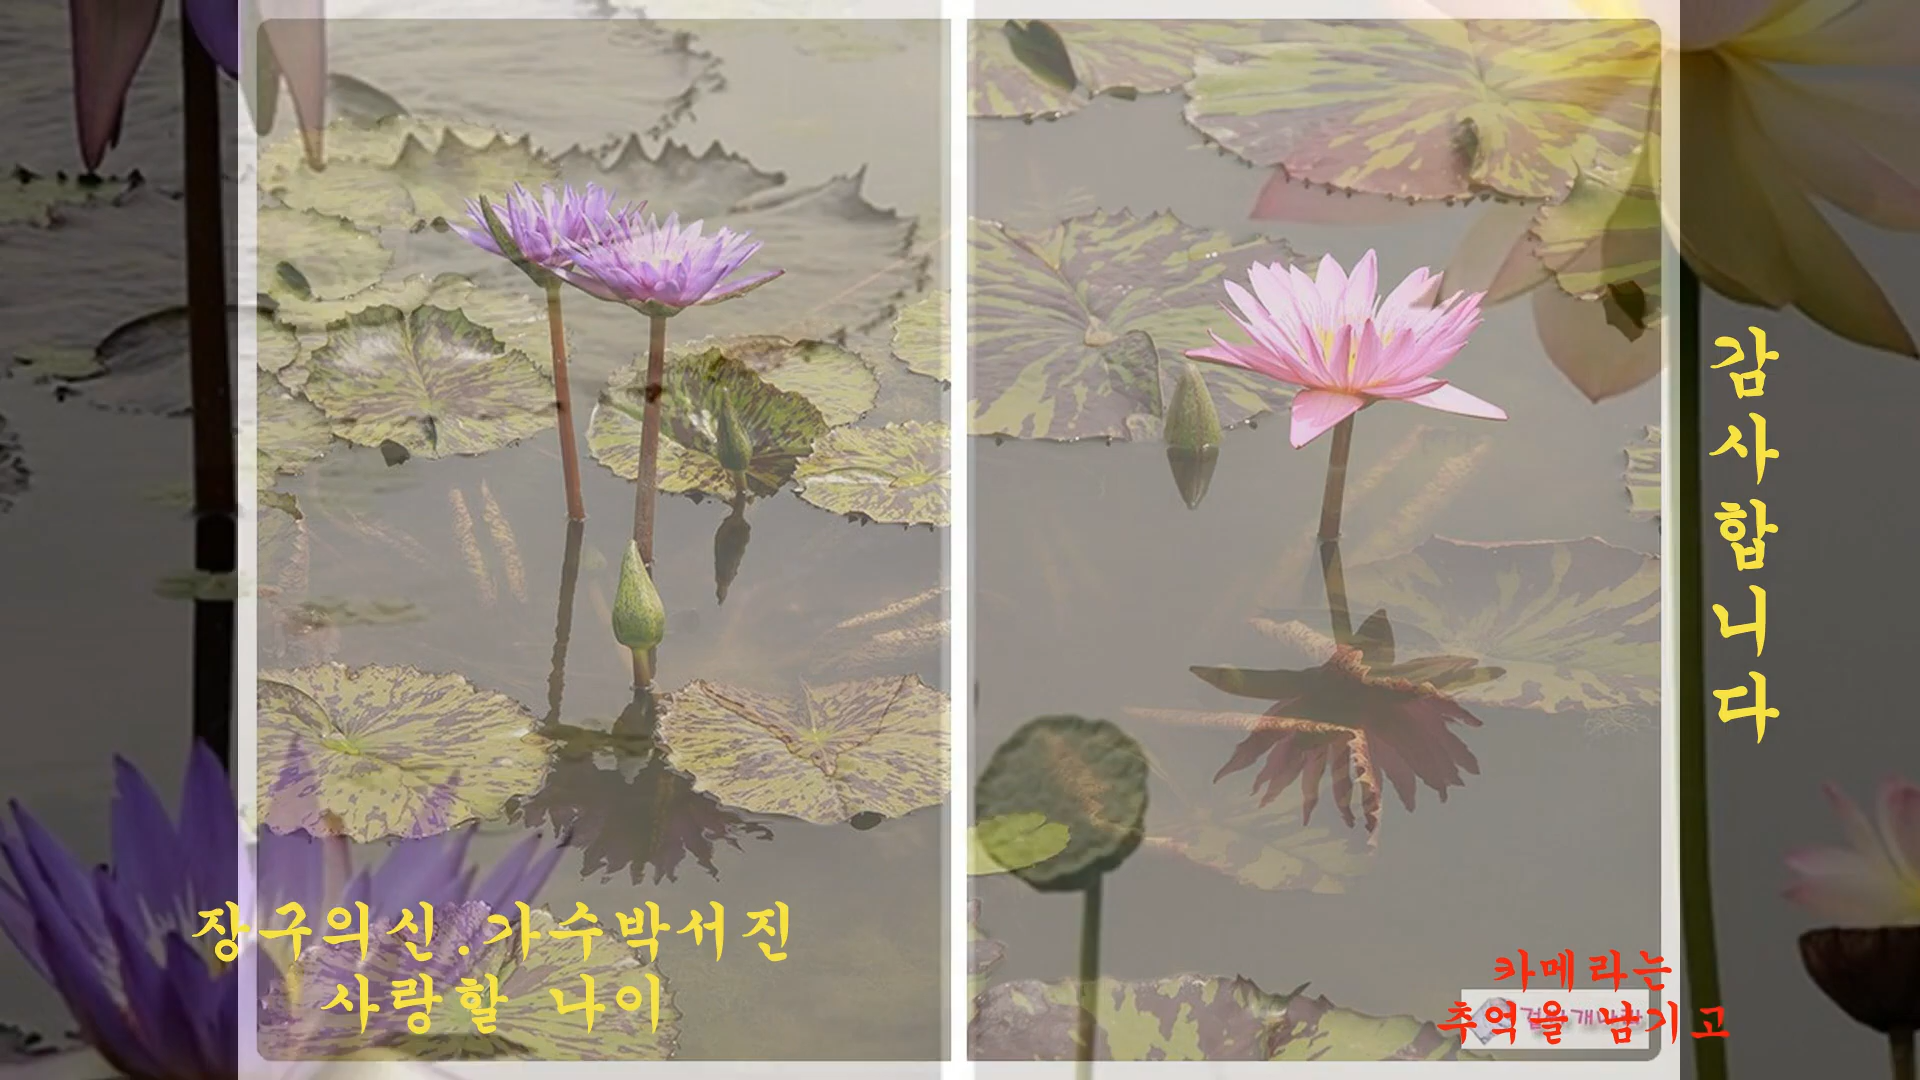 감사합니다
장구의신.가수박서진
사랑할 나이
카메라는
추억을 남기고